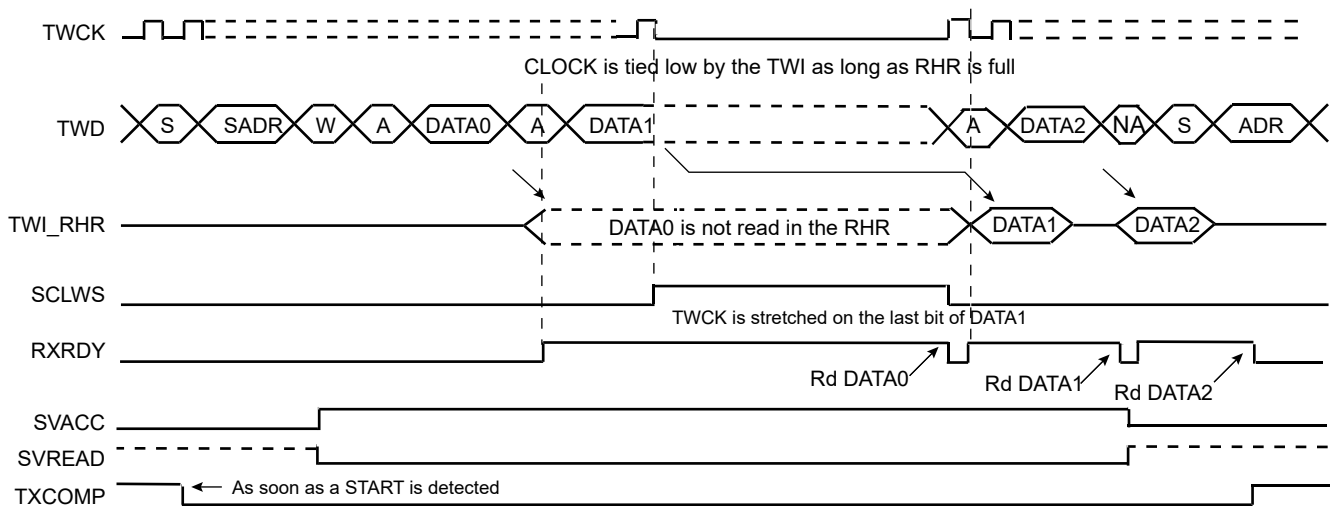 TWCK
CLOCK is tied low by the TWI as long as RHR is full
TWD S SADR W A DATA0 A DATA1 A DATA2 NA S ADR
TWI_RHR DATA0 is not read in the RHR DATA1 DATA2
SCLWS
TWCK is stretched on the last bit of DATA1
RXRDY
Rd DATA0 Rd DATA1 Rd DATA2
SVACC
SVREAD
TXCOMP As soon as a START is detected